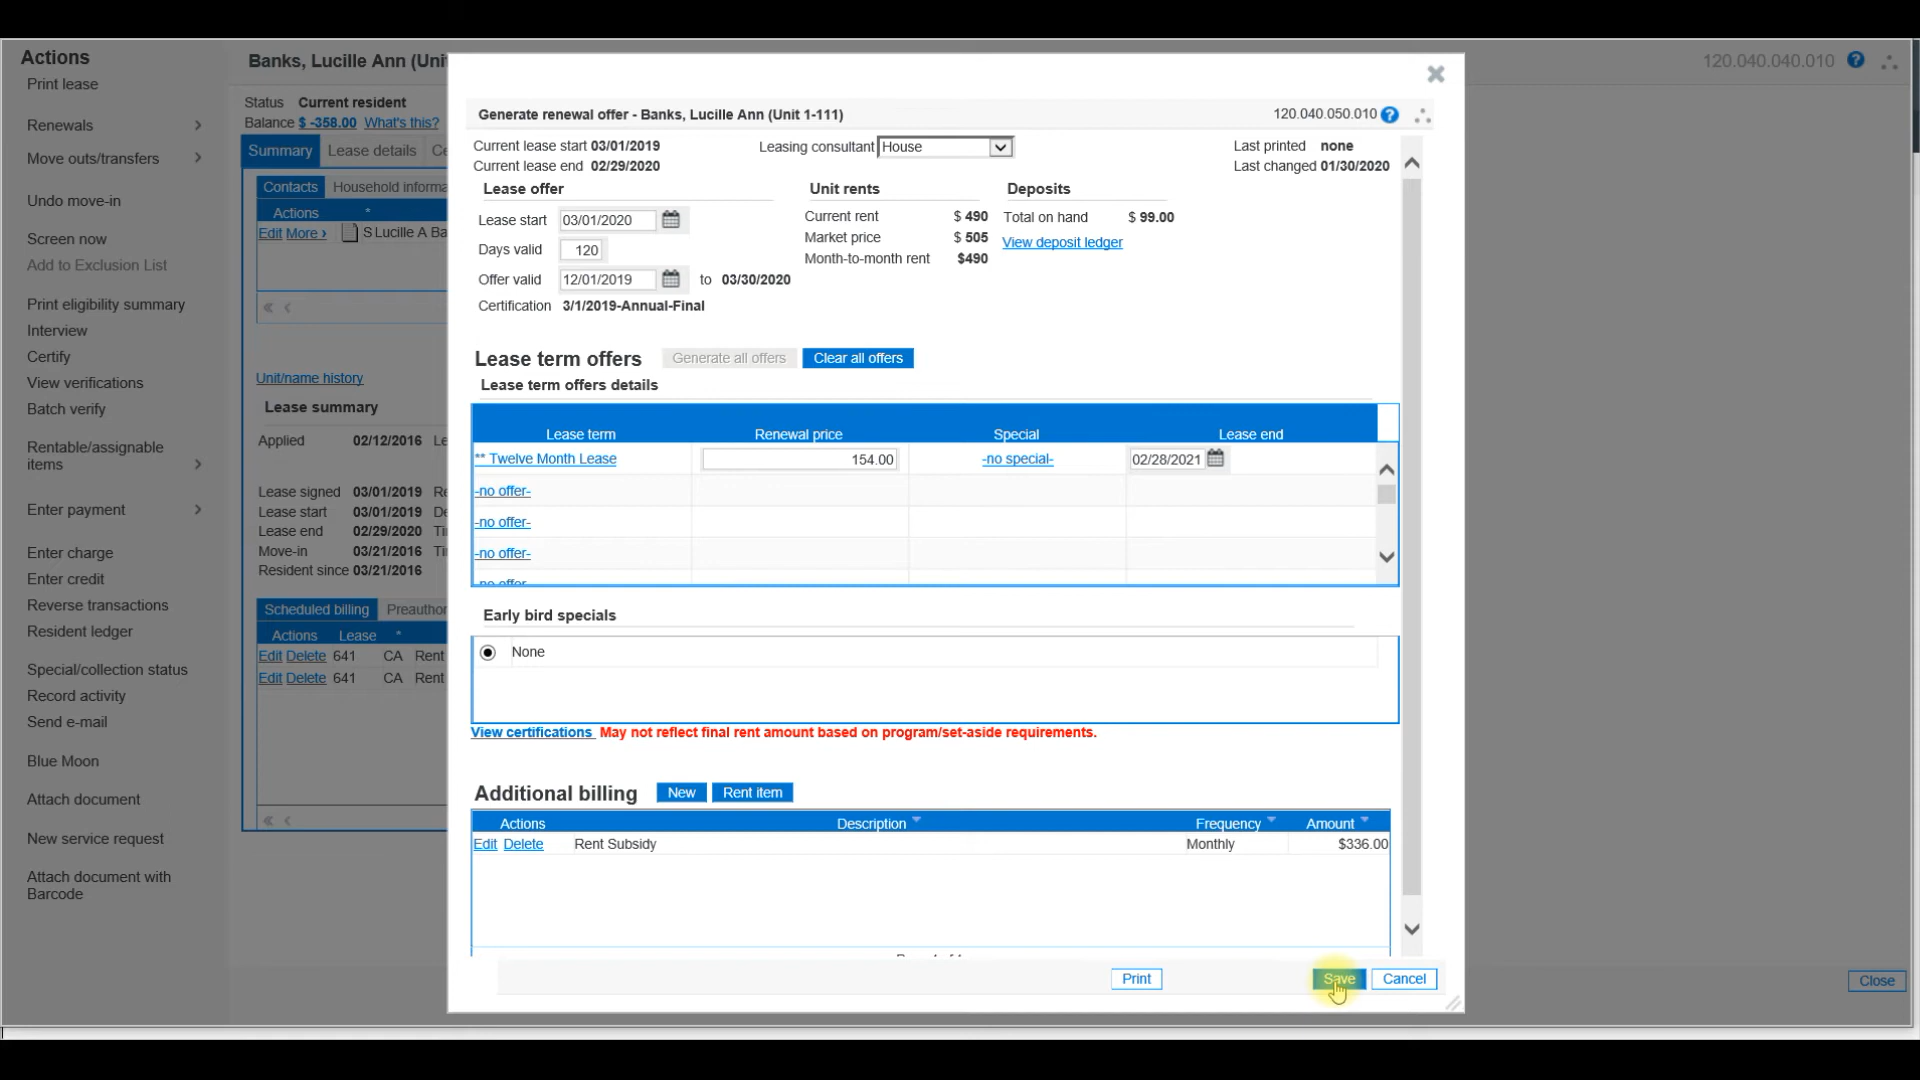 Actions
Print lease
Renewals
Move outs/transfers
Undo move-in
Screen now
Add to Exclusion List
Print eligibility summary
Interview
Certify
View verifications
Batch verify
Rentable/assignable
items
Enter payment
Enter charge
Enter credit
Reverse transactions
Resident ledger
Special/collection status
Record activity
Send e-mail
Blue Moon
Attach document
New service request
Attach document with
Barcode
Banks, Lucille Ann (Uni
120.040.040.010
Status Current resident
Balance $ -358.00 What's this?
Summary Lease details Ce
Contacts Household informa
Actions *
Edit More › S Lucille A Ba
Unit/name history
Lease summary
Applied 02/12/2016 Le
Lease signed 03/01/2019 Re
Lease start 03/01/2019 De
Lease end 02/29/2020 Ti
Move-in 03/21/2016 Ti
Resident since 03/21/2016
Scheduled billing Preauthor
Actions Lease *
Edit Delete 641 CA Rent
Edit Delete 641 CA Rent
Generate renewal offer - Banks, Lucille Ann (Unit 1-111) 120.040.050.010
Current lease start 03/01/2019 Leasing consultant House Last printed none
Current lease end 02/29/2020 Last changed 01/30/2020
Lease offer Unit rents Deposits
Lease start 03/01/2020 Current rent $ 490 Total on hand $ 99.00
Days valid 120 Market price $ 505 View deposit ledger
Month-to-month rent $490
Offer valid 12/01/2019 to 03/30/2020
Certification 3/1/2019-Annual-Final
Lease term offers Generate all offers Clear all offers
Lease term offers details
Lease term Renewal price Special Lease end
** Twelve Month Lease 154.00 -no special- 02/28/2021
-no offer-
-no offer-
-no offer-
-no offer-
Early bird specials
None
View certifications May not reflect final rent amount based on program/set-aside requirements.
Additional billing New Rent item
Actions Description Frequency Amount
Edit Delete Rent Subsidy Monthly $336.00
Print Save Cancel
Close